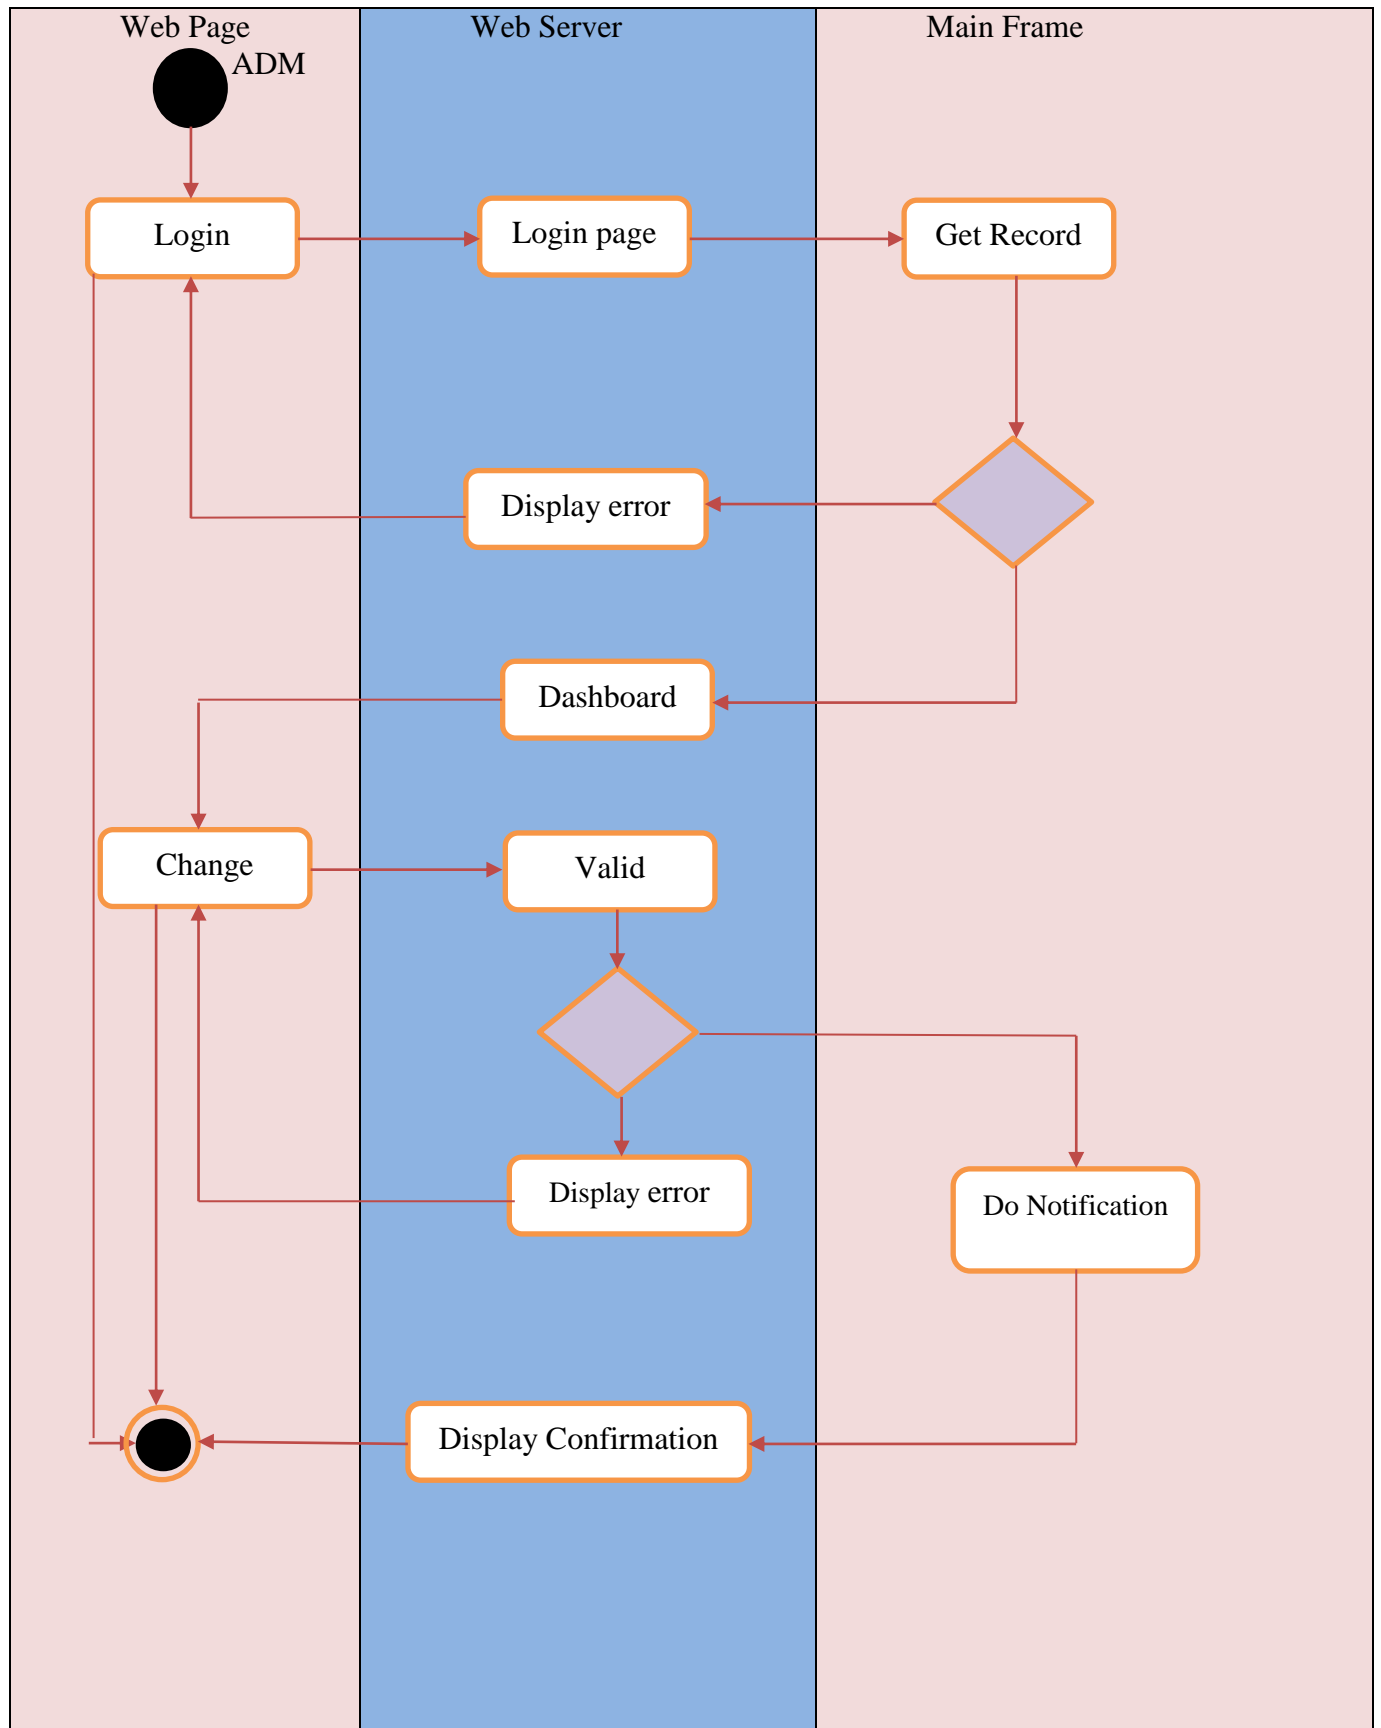 Web Page
Web Server
Main Frame
ADM
Login
Login page
Get Record
Display error
Dashboard
Change
Valid
Display error
Do Notification
Display Confirmation